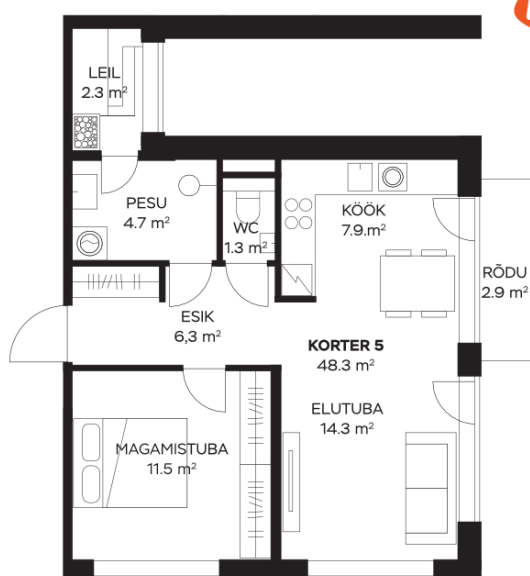 LEIL
2.3 m²
PESU
4.7 m²
WC
1.3 m²
KÖÖK
7.9 m²
RÕDU
2.9 m²
ESIK
6,3 m²
KORTER 5
48.3 m²
ELUTUBA
14.3 m²
MAGAMISTUBA
11.5 m²